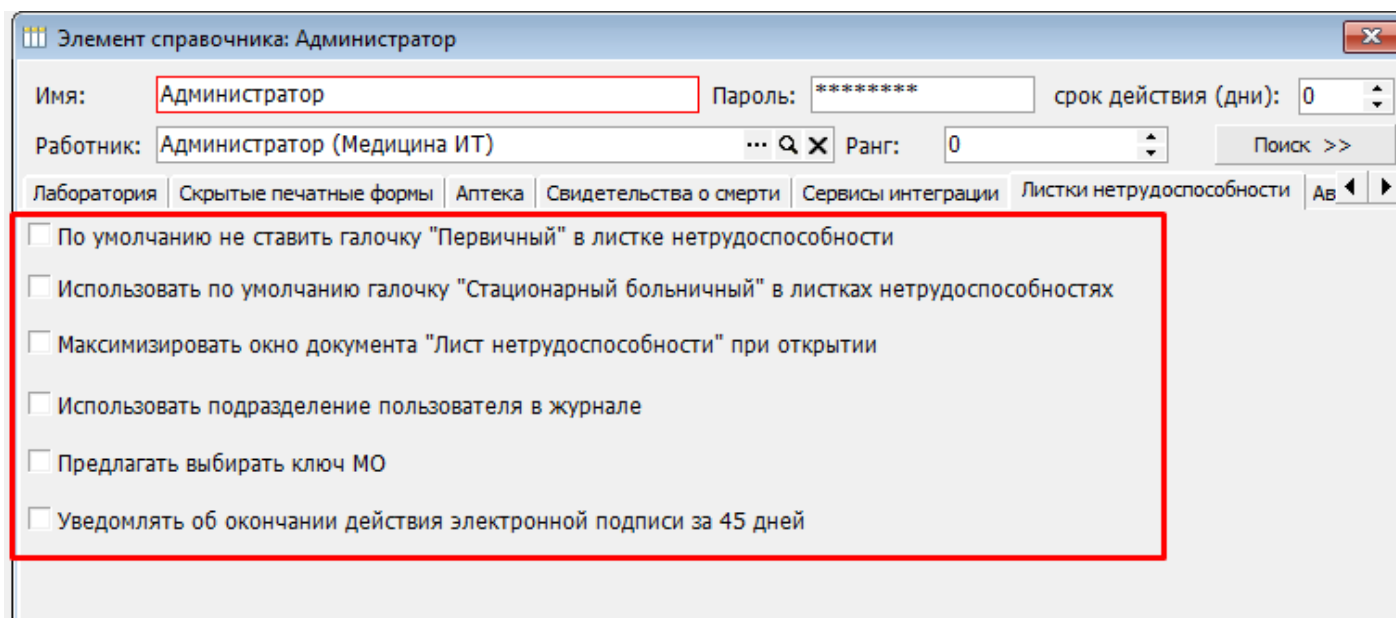 Элемент справочника: Администратор
Имя: Администратор Пароль: ******** срок действия (дни): 0
Работник: Администратор (Медицина ИТ) ... Ранг: 0 Поиск >>
Лаборатория Скрытые печатные формы Аптека Свидетельства о смерти Сервисы интеграции Листки нетрудоспособности Ав
По умолчанию не ставить галочку "Первичный" в листке нетрудоспособности
Использовать по умолчанию галочку "Стационарный больничный" в листках нетрудоспособностях
Максимизировать окно документа "Лист нетрудоспособности" при открытии
Использовать подразделение пользователя в журнале
Предлагать выбирать ключ МО
Уведомлять об окончании действия электронной подписи за 45 дней